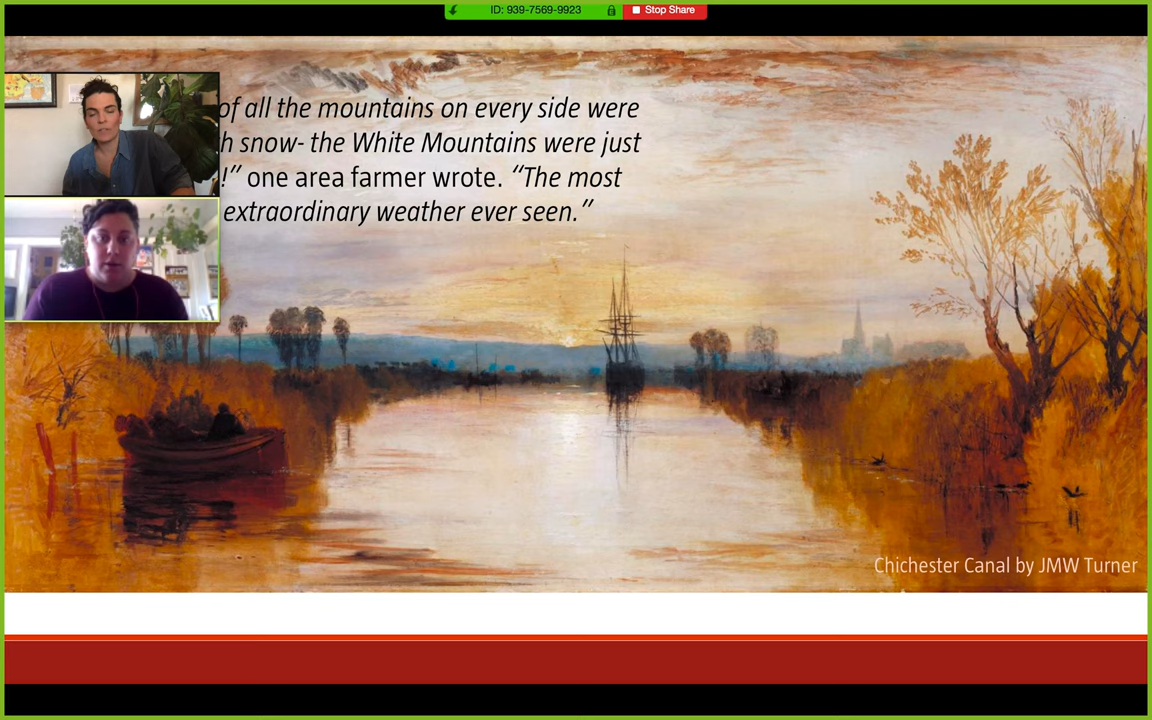 ID: 939-7569-9923
Stop Share
of all the mountains on every side were
h snow- the White Mountains were just
!” one area farmer wrote. “The most
extraordinary weather ever seen.”
Chichester Canal by JMW Turner